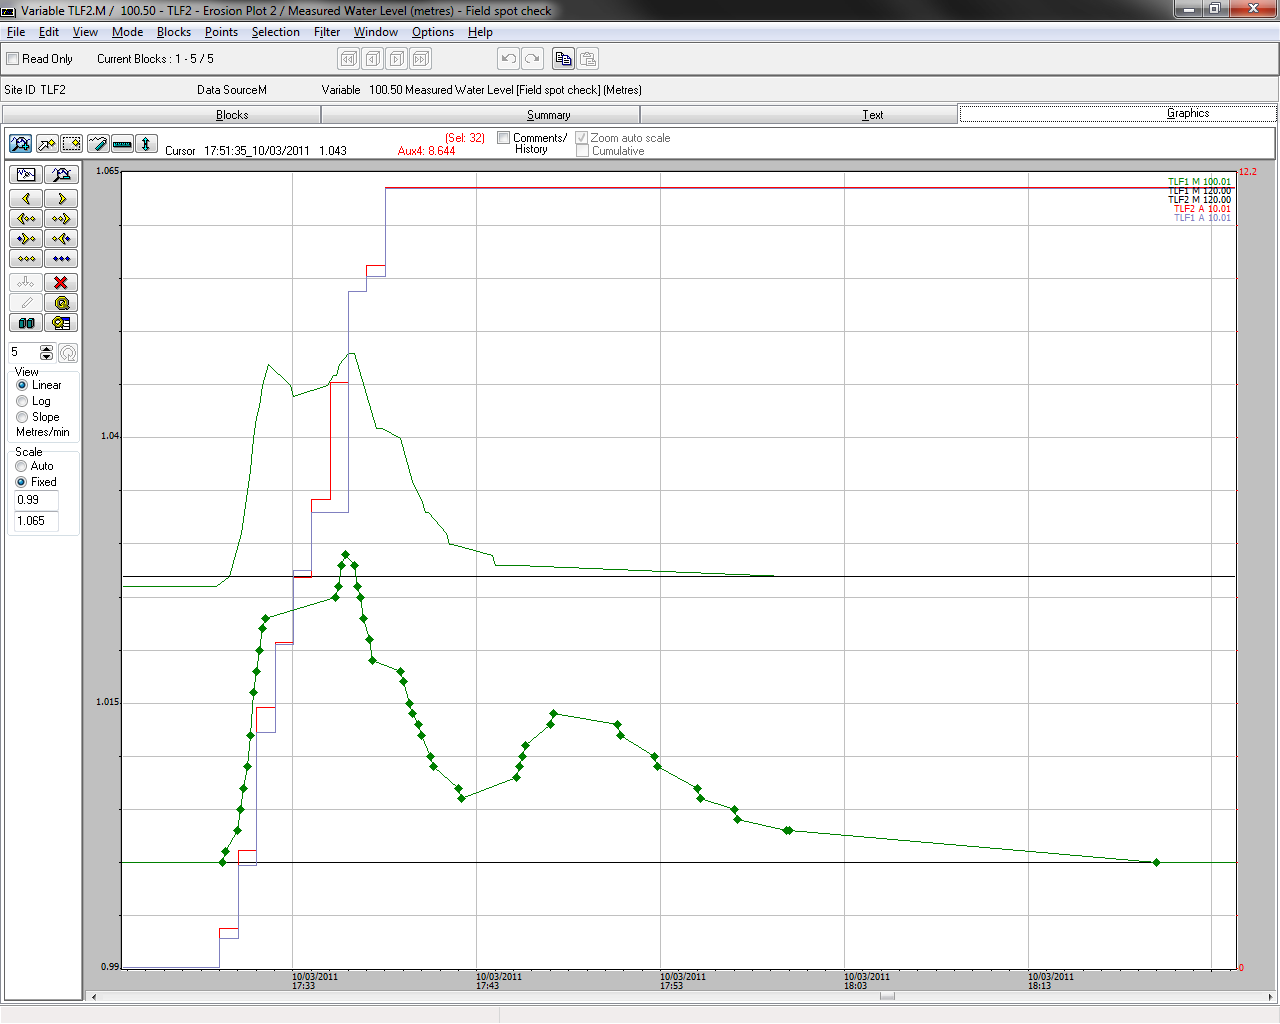 Variable TLF2.M / 100.50 - TLF2 - Erosion Plot 2 / Measured Water Level (metres) - Field spot check
File Edit View Mode Blocks Points Selection Filter Window Options Help
Read Only Current Blocks : 1 - 5 / 5
Site ID TLF2 Data Source M Variable 100.50 Measured Water Level [Field spot check] (Metres)
Blocks Summary Text Graphics
(Sel: 32) Comments/ Zoom auto scale
History Cumulative
Cursor 17:51:35_10/03/2011 1.043 Aux4: 8.644
1.065 12.2
TLF1 M 100.01
TLF1 M 120.00
TLF2 M 120.00
TLF2 A 10.01
TLF1 A 10.01
5
View
Linear
Log
Slope
Metres/min
Scale
Auto
Fixed
0.99
1.065
1.04
1.015
0.99 0
10/03/2011 10/03/2011 10/03/2011 10/03/2011 10/03/2011
17:33 17:43 17:53 18:03 18:13